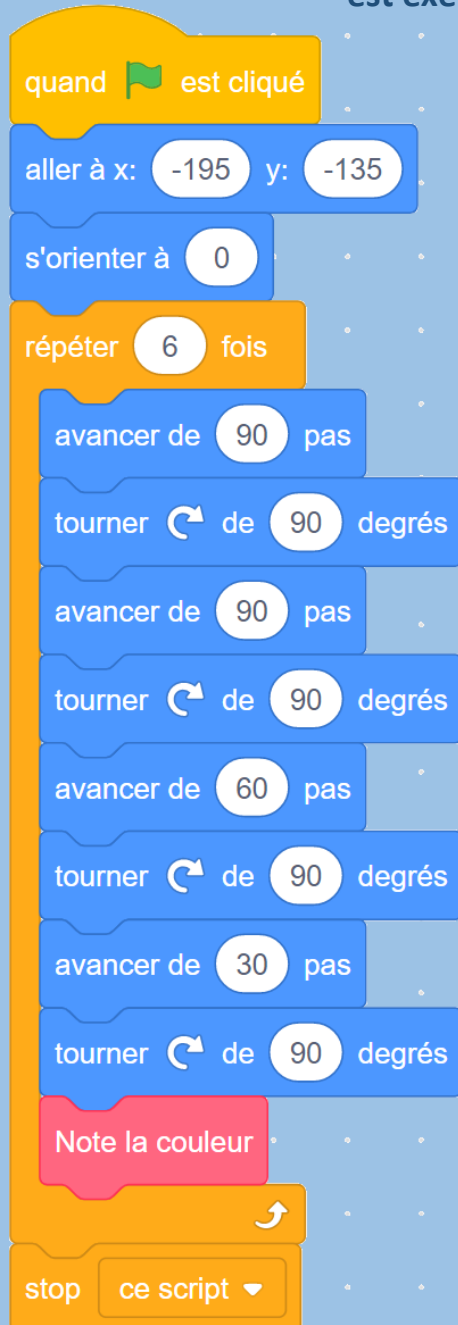 est exé
quand est cliqué
aller à x: -195 y: -135
s'orienter à 0
répéter 6 fois
avancer de 90 pas
tourner de 90 degrés
avancer de 90 pas
tourner de 90 degrés
avancer de 60 pas
tourner de 90 degrés
avancer de 30 pas
tourner de 90 degrés
Note la couleur
stop ce script